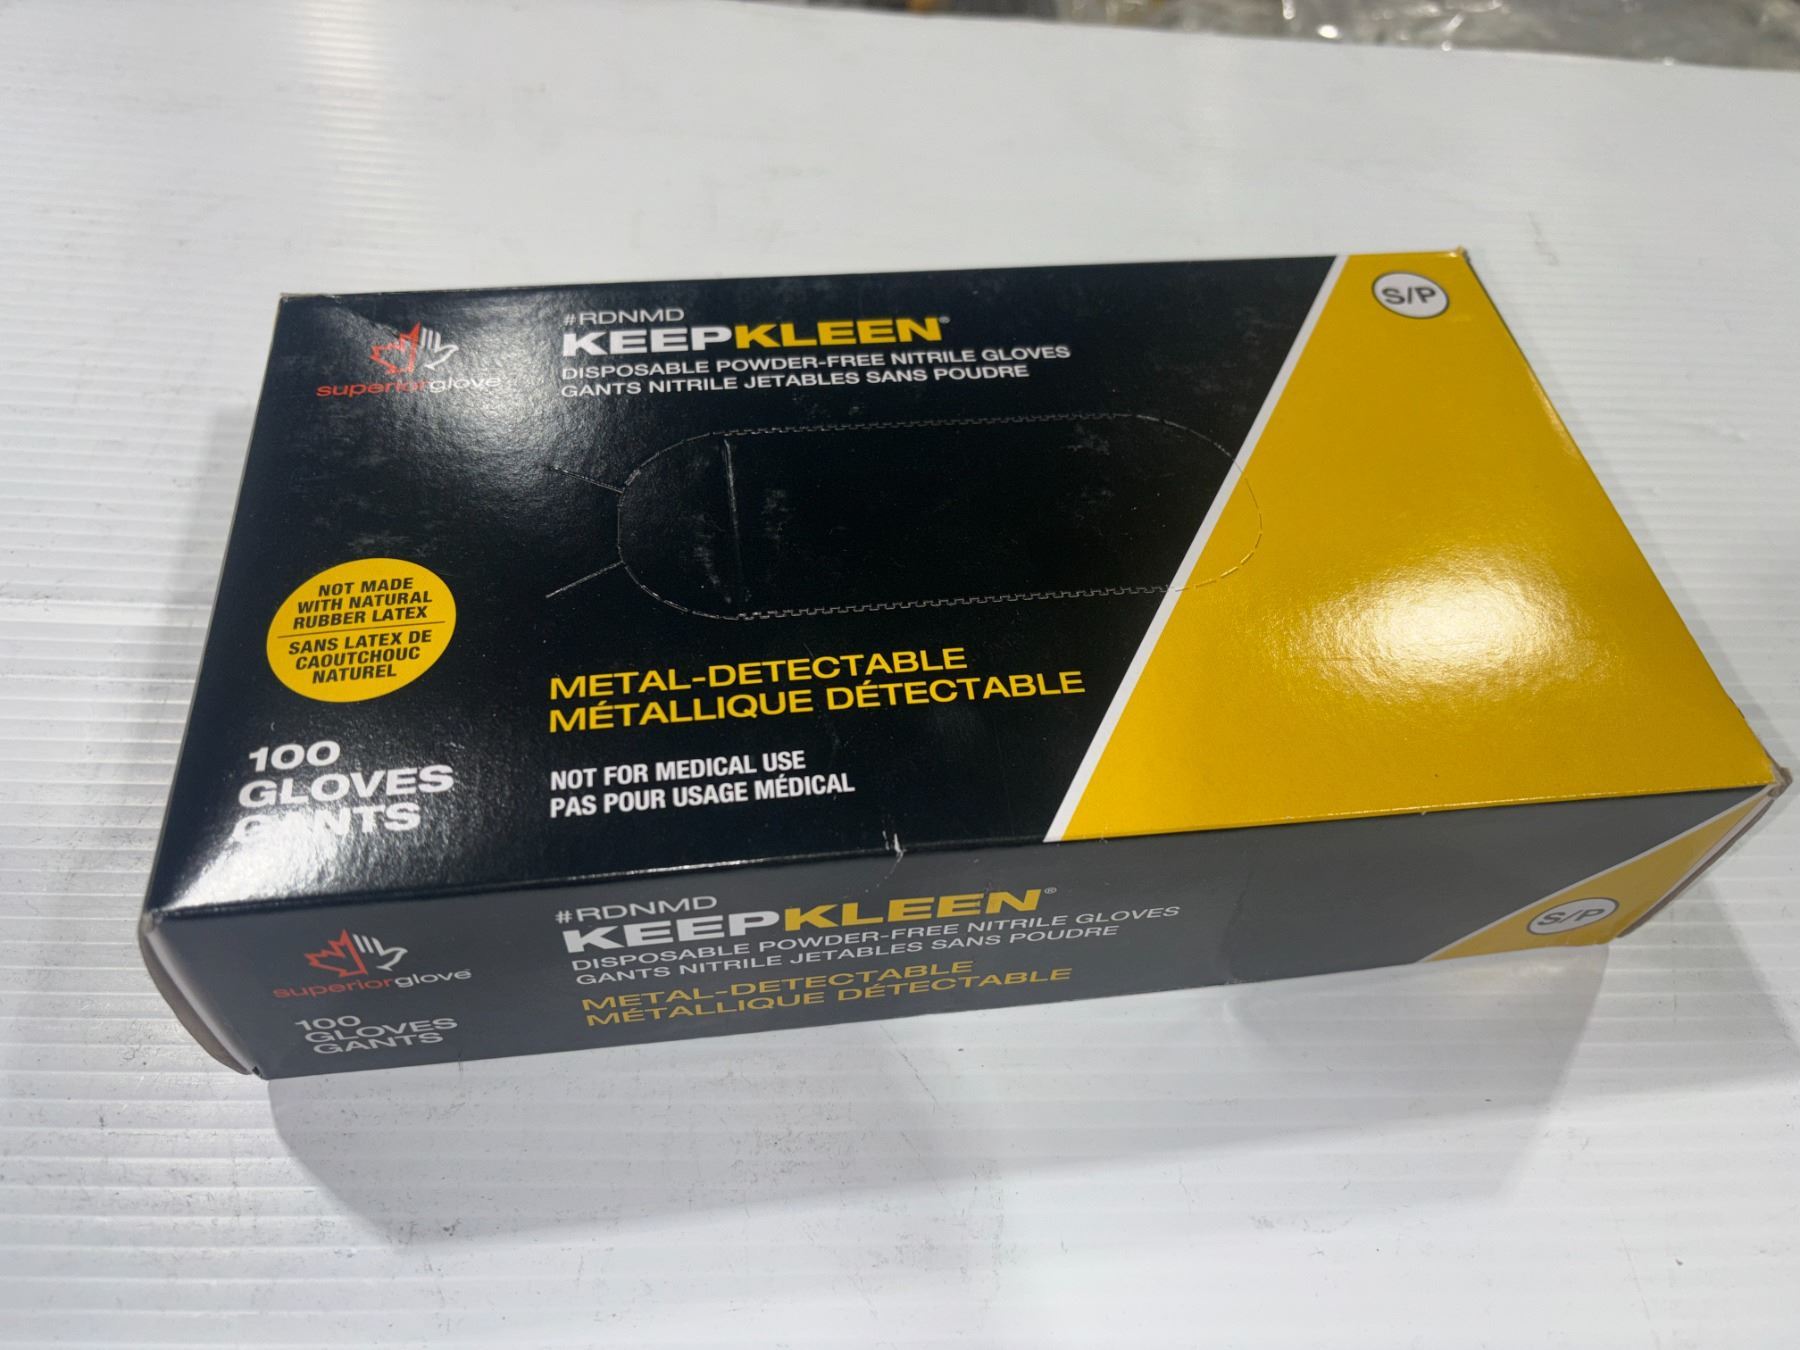 S/P
#RDNMD
KEEPKLEEN®
DISPOSABLE POWDER-FREE NITRILE GLOVES
GANTS NITRILE JETABLES SANS POUDRE
superiorglove
NOT MADE
WITH NATURAL
RUBBER LATEX
SANS LATEX DE
CAOUTCHOUC
NATUREL
METAL-DETECTABLE
MÉTALLIQUE DÉTECTABLE
100
GLOVES
GANTS
NOT FOR MEDICAL USE
PAS POUR USAGE MÉDICAL
#RDNMD
KEEPKLEEN®
DISPOSABLE POWDER-FREE NITRILE GLOVES
GANTS NITRILE JETABLES SANS POUDRE
METAL-DETECTABLE
MÉTALLIQUE DÉTECTABLE
superiorglove
100
GLOVES
GANTS
S/P